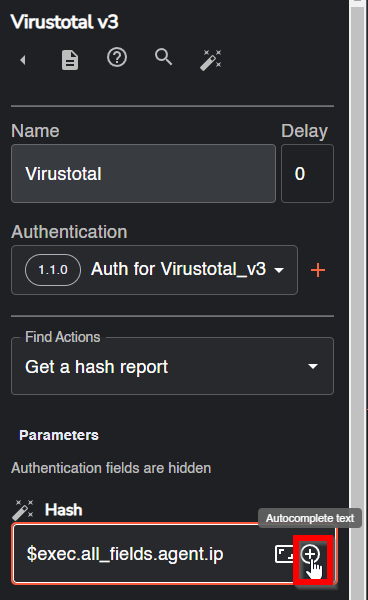 Virustotal v3
Name Delay
Virustotal 0
Authentication
1.1.0 Auth for Virustotal_v3
Find Actions
Get a hash report
Parameters
Authentication fields are hidden
Autocomplete text
Hash
$exec.all_fields.agent.ip